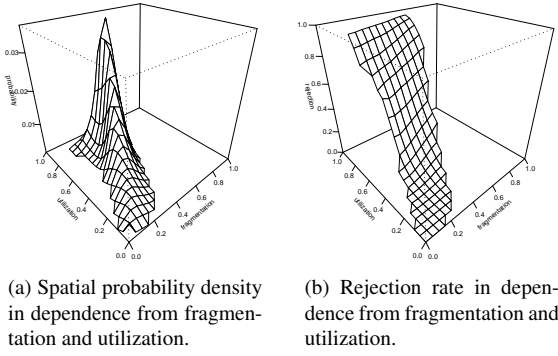 0.03
0.02
0.01
probability
1.0
0.8
0.6
0.4
0.2
0.0
utilization
0.0
0.2
0.4
0.6
0.8
1.0
fragmentation
1.0
0.8
0.6
0.4
0.2
0.0
rejection
1.0
0.8
0.6
0.4
0.2
0.0
utilization
0.0
0.2
0.4
0.6
0.8
1.0
fragmentation
(a) Spatial probability density
in dependence from fragmen-
tation and utilization.
(b) Rejection rate in depen-
dence from fragmentation and
utilization.